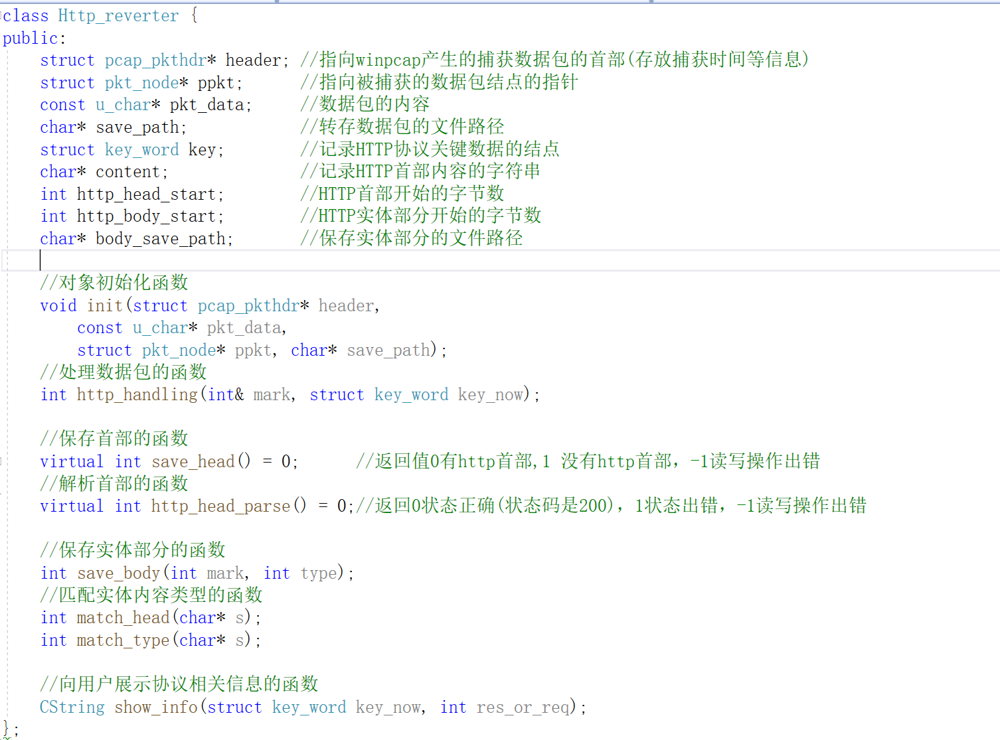 class Http_reverter {
public:
    struct pcap_pkthdr* header; //指向winpcap产生的捕获数据包的首部(存放捕获时间等信息)
    struct pkt_node* ppkt;      //指向被捕获的数据包结点的指针
    const u_char* pkt_data;     //数据包的内容
    char* save_path;            //转存数据包的文件路径
    struct key_word key;        //记录HTTP协议关键数据的结点
    char* content;              //记录HTTP首部内容的字符串
    int http_head_start;        //HTTP首部开始的字节数
    int http_body_start;        //HTTP实体部分开始的字节数
    char* body_save_path;       //保存实体部分的文件路径
    //对象初始化函数
    void init(struct pcap_pkthdr* header,
        const u_char* pkt_data,
        struct pkt_node* ppkt, char* save_path);
    //处理数据包的函数
    int http_handling(int& mark, struct key_word key_now);
    //保存首部的函数
    virtual int save_head() = 0;      //返回值0有http首部,1 没有http首部，-1读写操作出错
    //解析首部的函数
    virtual int http_head_parse() = 0;//返回0状态正确(状态码是200)，1状态出错，-1读写操作出错
    //保存实体部分的函数
    int save_body(int mark, int type);
    //匹配实体内容类型的函数
    int match_head(char* s);
    int match_type(char* s);
    //向用户展示协议相关信息的函数
    CString show_info(struct key_word key_now, int res_or_req);
};